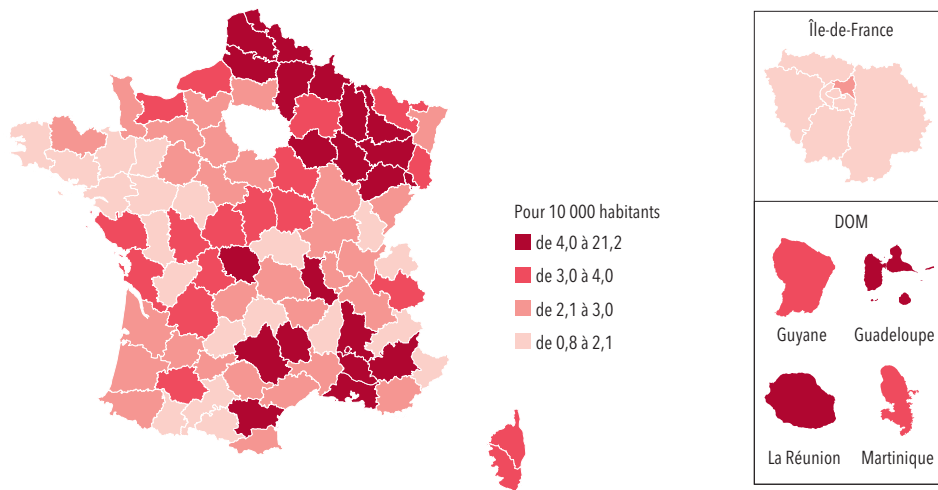 Île-de-France
Pour 10 000 habitants
de 4,0 à 21,2
de 3,0 à 4,0
de 2,1 à 3,0
de 0,8 à 2,1
DOM
Guyane
Guadeloupe
La Réunion
Martinique